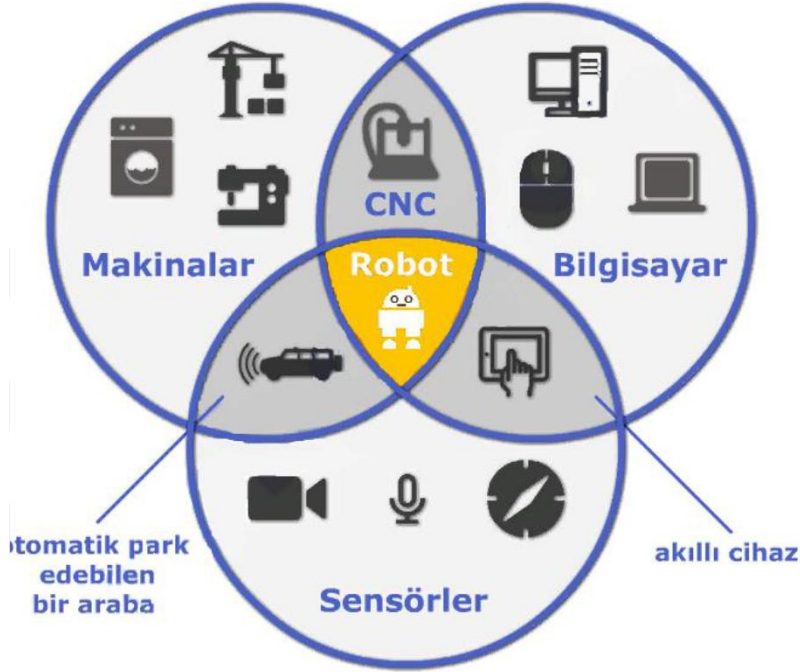 CNC
Makinalar
Robot
Bilgisayar
otomatik park
edebilen
bir araba
akıllı cihaz
Sensörler